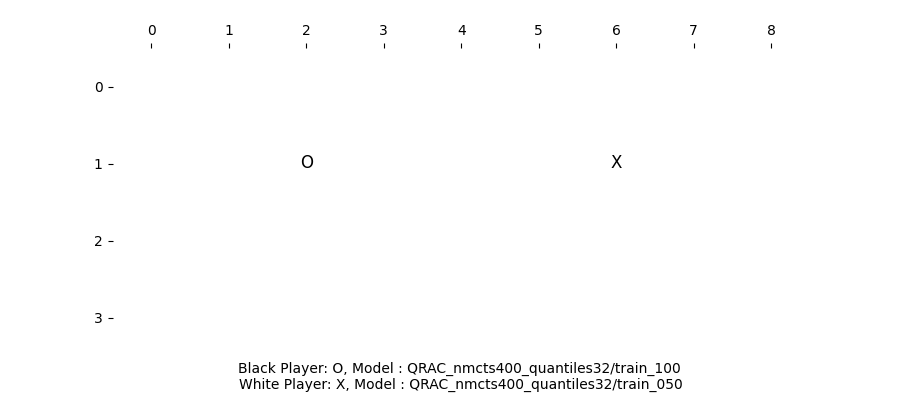 0 1 2 3 4 5 6 7 8
0
1 O X
2
3
Black Player: O, Model : QRAC_nmcts400_quantiles32/train_100
White Player: X, Model : QRAC_nmcts400_quantiles32/train_050